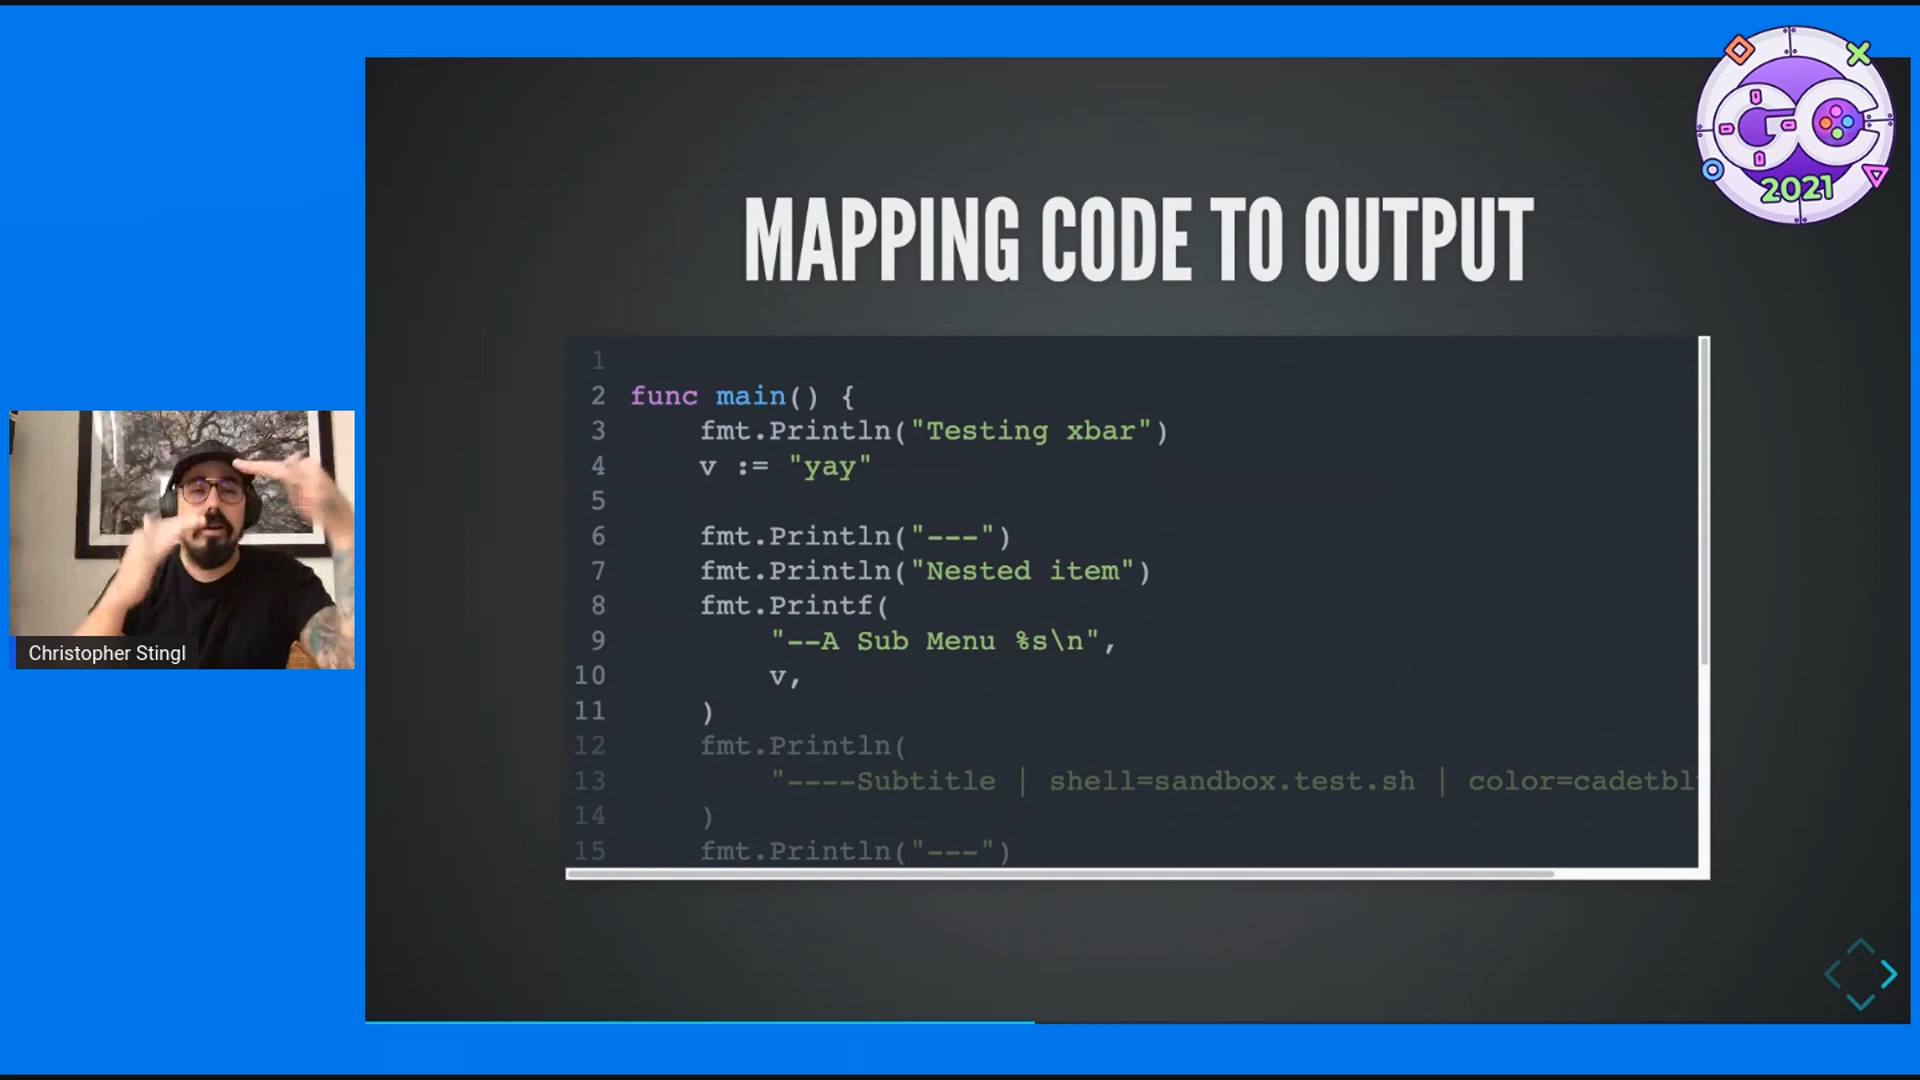 GC
2021
MAPPING CODE TO OUTPUT
1
2 func main() {
3 fmt.Println("Testing xbar")
4 v := "yay"
5
6 fmt.Println("---")
7 fmt.Println("Nested item")
8 fmt.Printf(
9 "--A Sub Menu %s\n",
10 v,
11 )
12 fmt.Println(
13 "----Subtitle | shell=sandbox.test.sh | color=cadetbl
14 )
15 fmt.Println("---")
Christopher Stingl